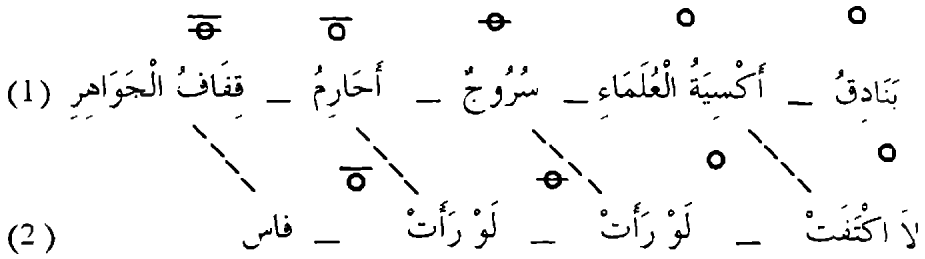 (1) بَنَادِقُ _ أَكْسِيَةُ الْعُلَمَاءِ _ سُرُوجٌ _ أَحَارِمُ _ قِفَافُ الْجَوَاهِرِ
(2) لاَ اكْتَفَتْ _ لَوْ رَأَتْ _ لَوْ رَأَتْ _ فاس